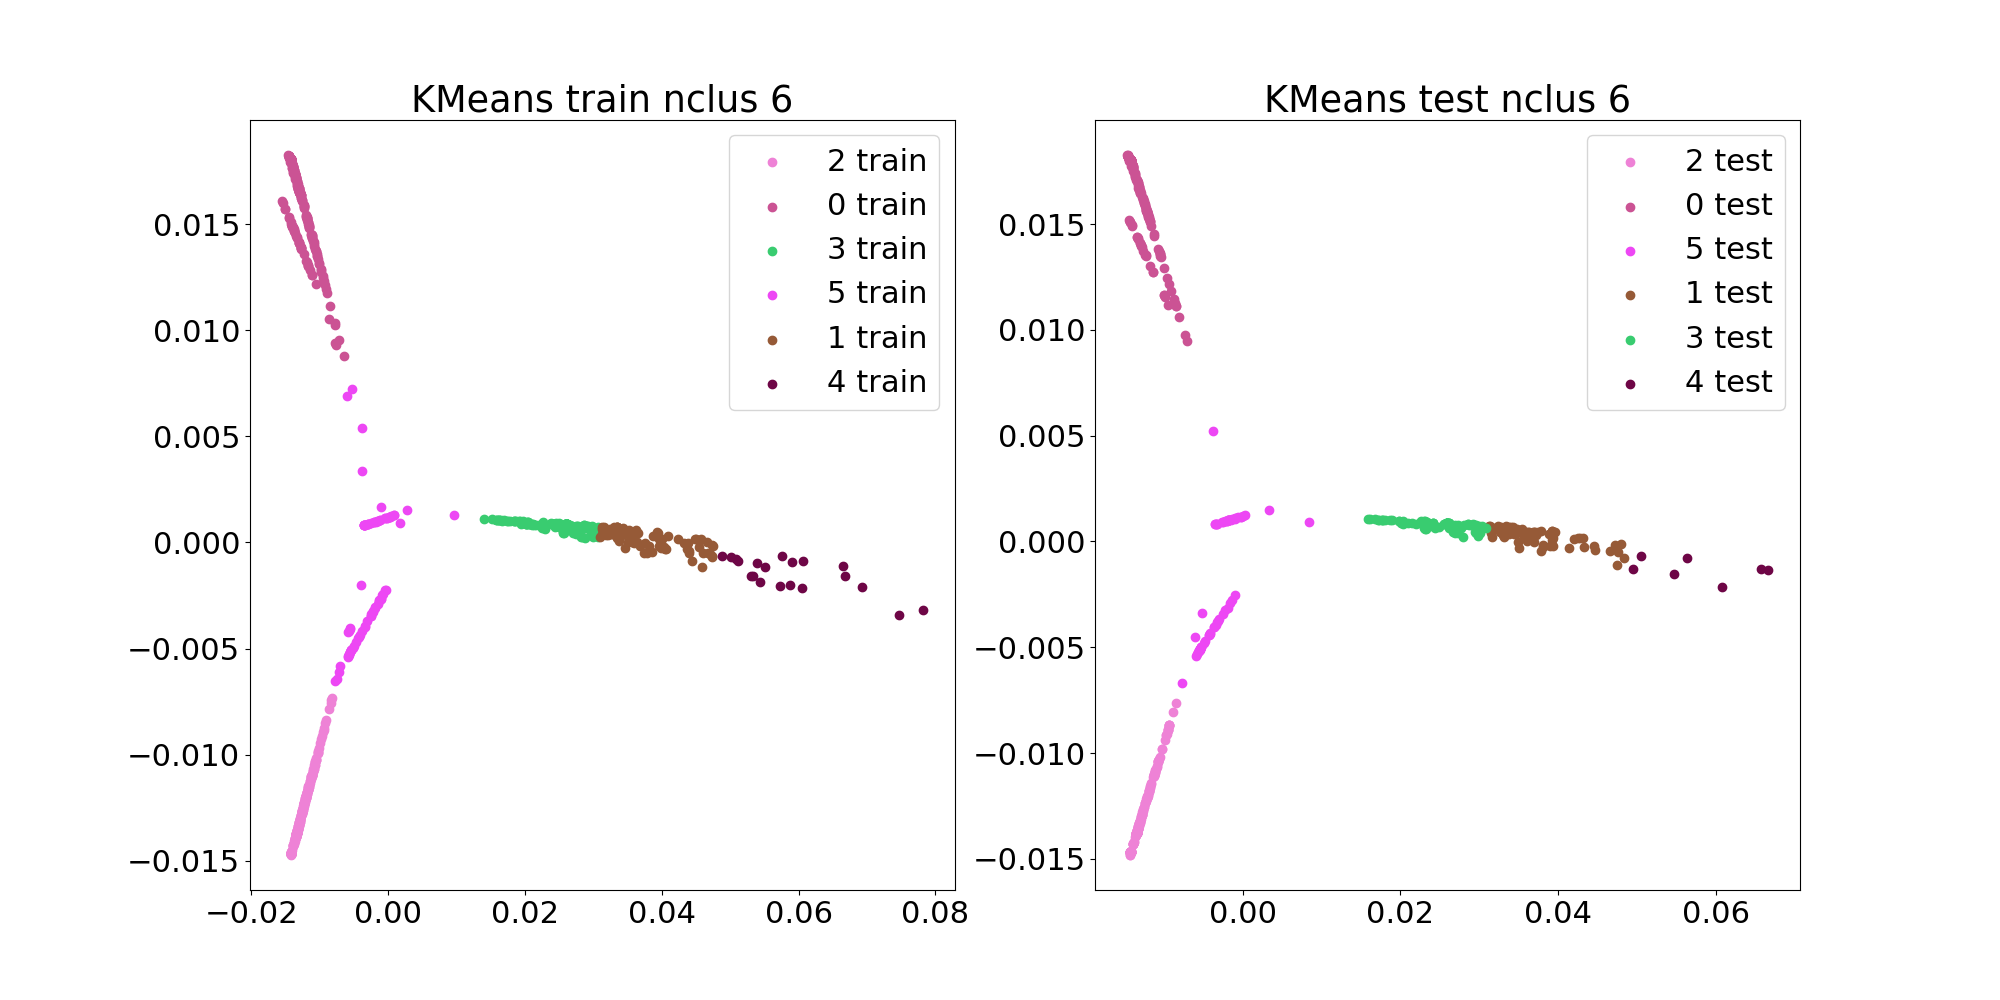 KMeans train nclus 6
2 train
0 train
3 train
5 train
1 train
4 train
0.015
0.010
0.005
0.000
−0.005
−0.010
−0.015
−0.02 0.00 0.02 0.04 0.06 0.08
KMeans test nclus 6
2 test
0 test
5 test
1 test
3 test
4 test
0.015
0.010
0.005
0.000
−0.005
−0.010
−0.015
0.00 0.02 0.04 0.06